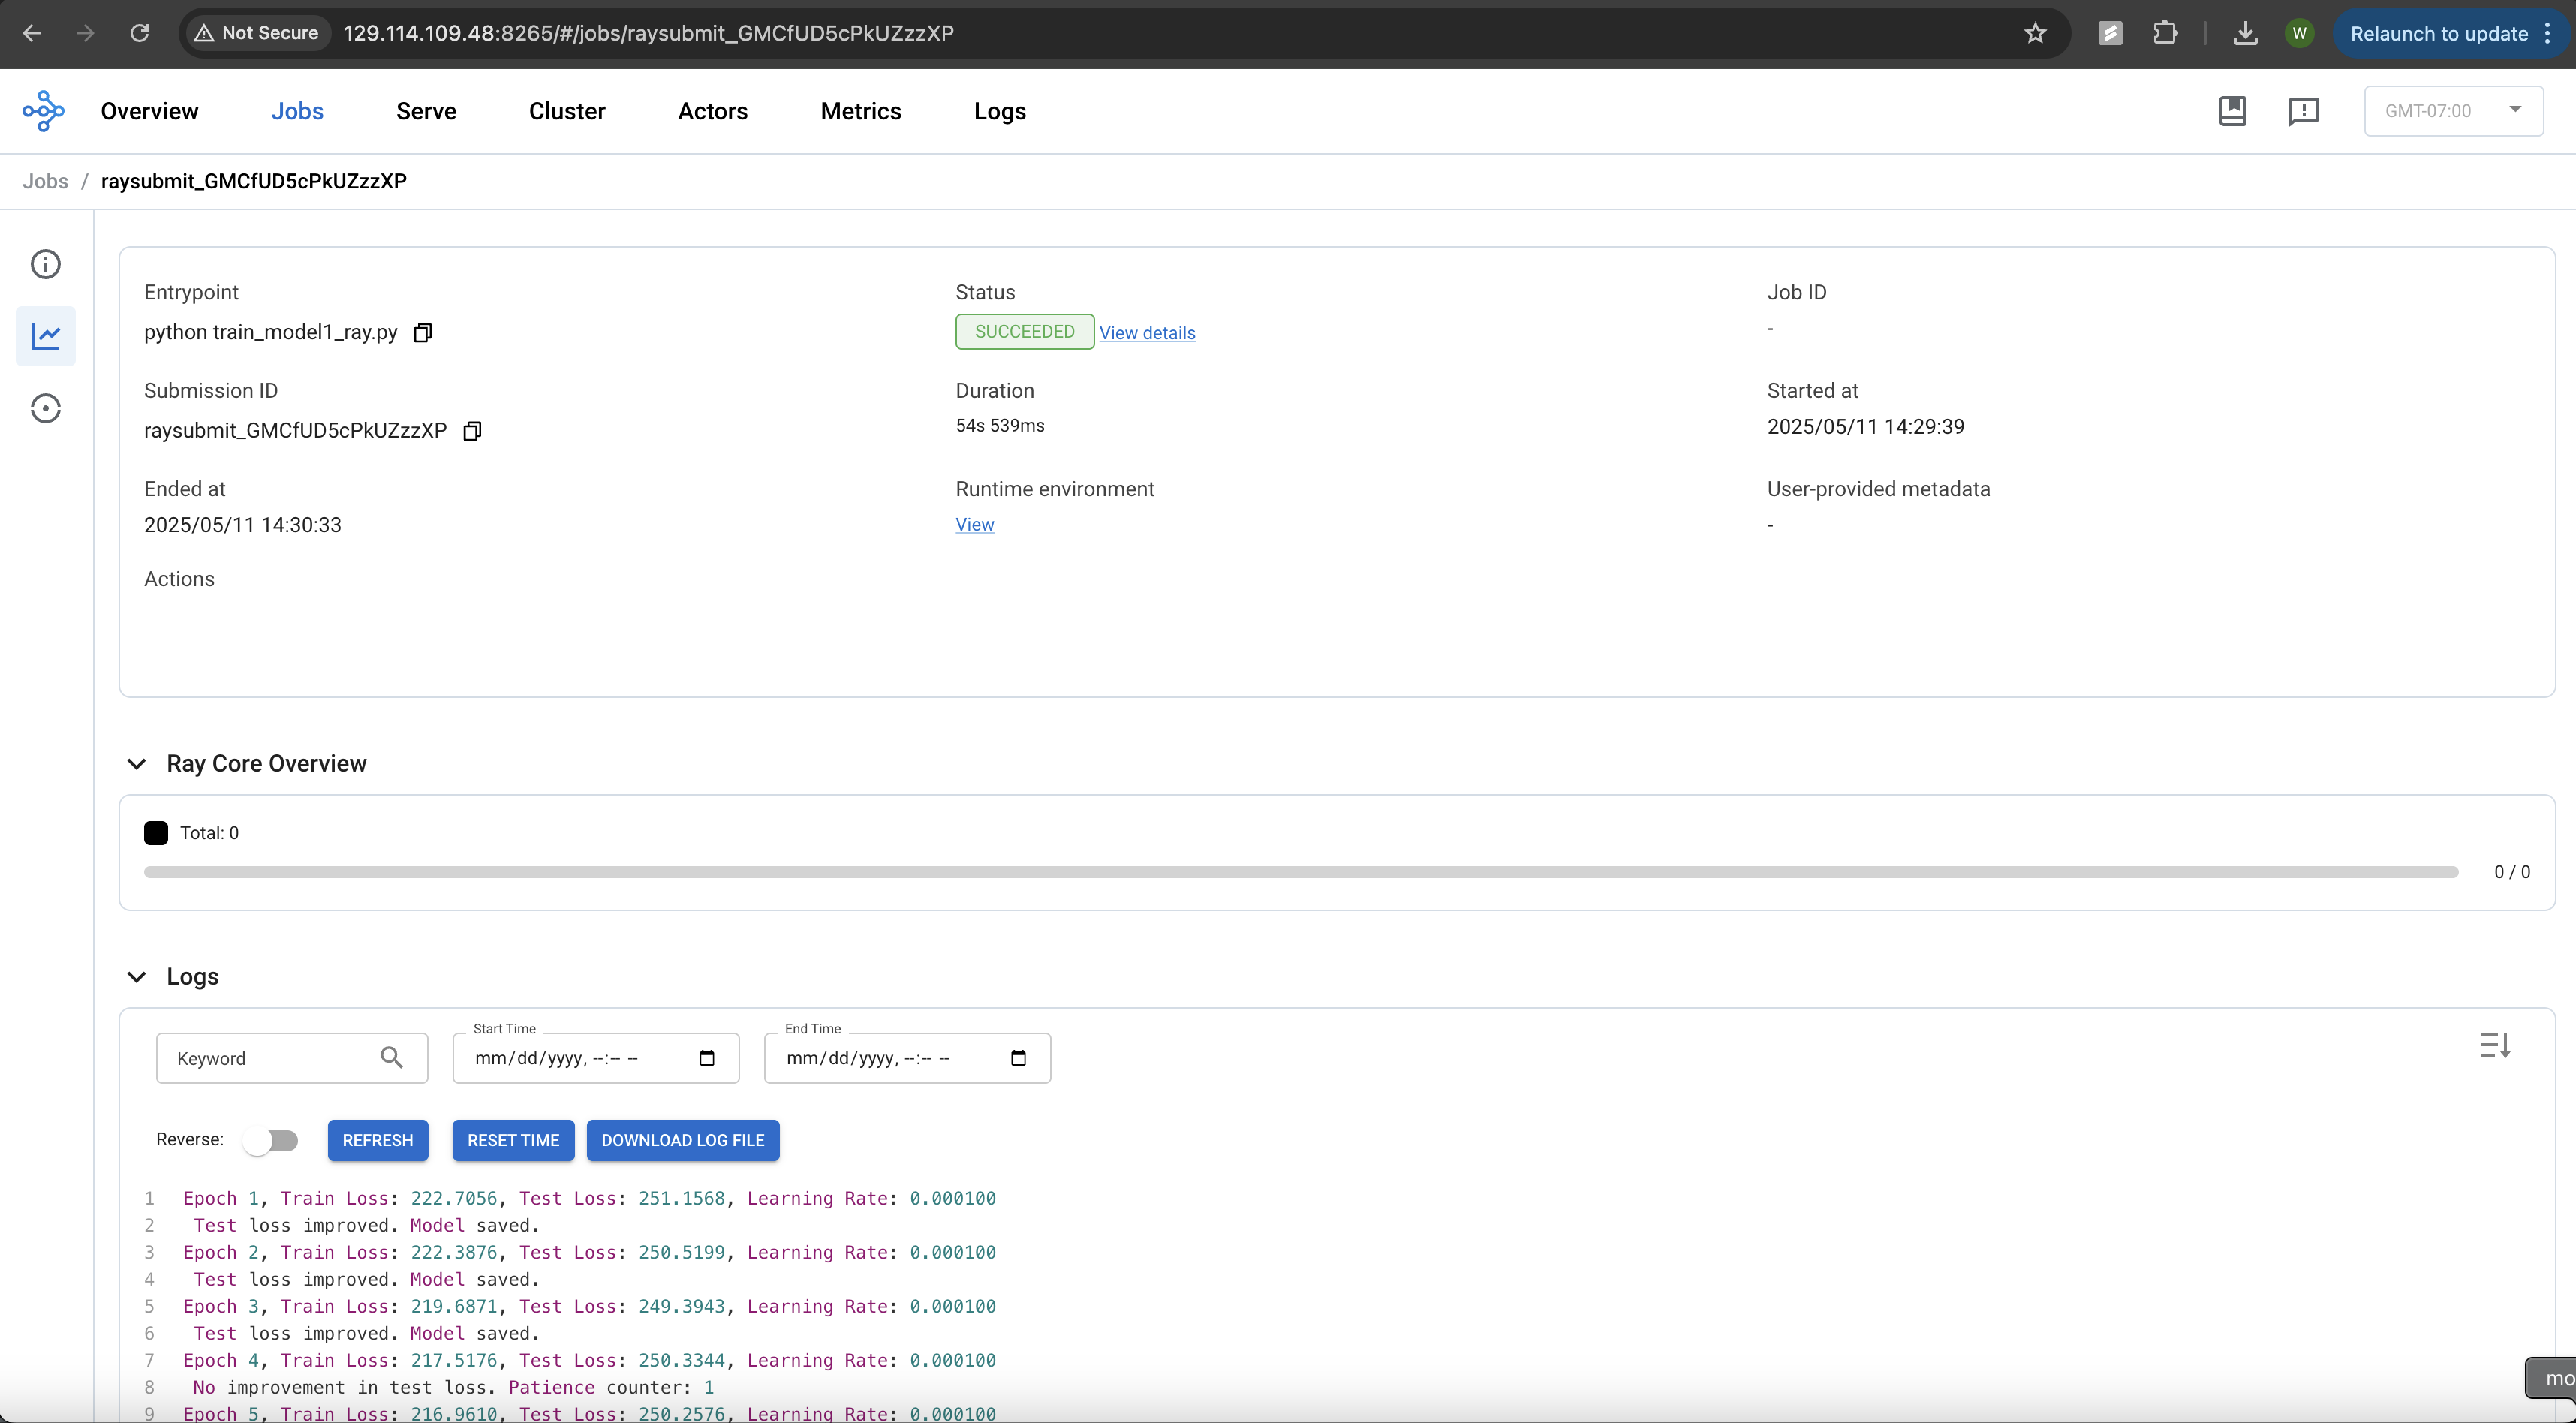 Not Secure 129.114.109.48:8265/#/jobs/raysubmit_GMCfUD5cPkUZzzXP W Relaunch to update
Overview Jobs Serve Cluster Actors Metrics Logs GMT-07:00
Jobs / raysubmit_GMCfUD5cPkUZzzXP
Entrypoint Status Job ID
python train_model1_ray.py SUCCEEDED View details -
Submission ID Duration Started at
raysubmit_GMCfUD5cPkUZzzXP 54s 539ms 2025/05/11 14:29:39
Ended at Runtime environment User-provided metadata
2025/05/11 14:30:33 View -
Actions
Ray Core Overview
Total: 0
0 / 0
Logs
Start Time End Time
Keyword mm/dd/yyyy, --:-- -- mm/dd/yyyy, --:-- --
Reverse: REFRESH RESET TIME DOWNLOAD LOG FILE
1 Epoch 1, Train Loss: 222.7056, Test Loss: 251.1568, Learning Rate: 0.000100
2 Test loss improved. Model saved.
3 Epoch 2, Train Loss: 222.3876, Test Loss: 250.5199, Learning Rate: 0.000100
4 Test loss improved. Model saved.
5 Epoch 3, Train Loss: 219.6871, Test Loss: 249.3943, Learning Rate: 0.000100
6 Test loss improved. Model saved.
7 Epoch 4, Train Loss: 217.5176, Test Loss: 250.3344, Learning Rate: 0.000100
mo
8 No improvement in test loss. Patience counter: 1
9 Epoch 5, Train Loss: 216.9610, Test Loss: 250.2576, Learning Rate: 0.000100